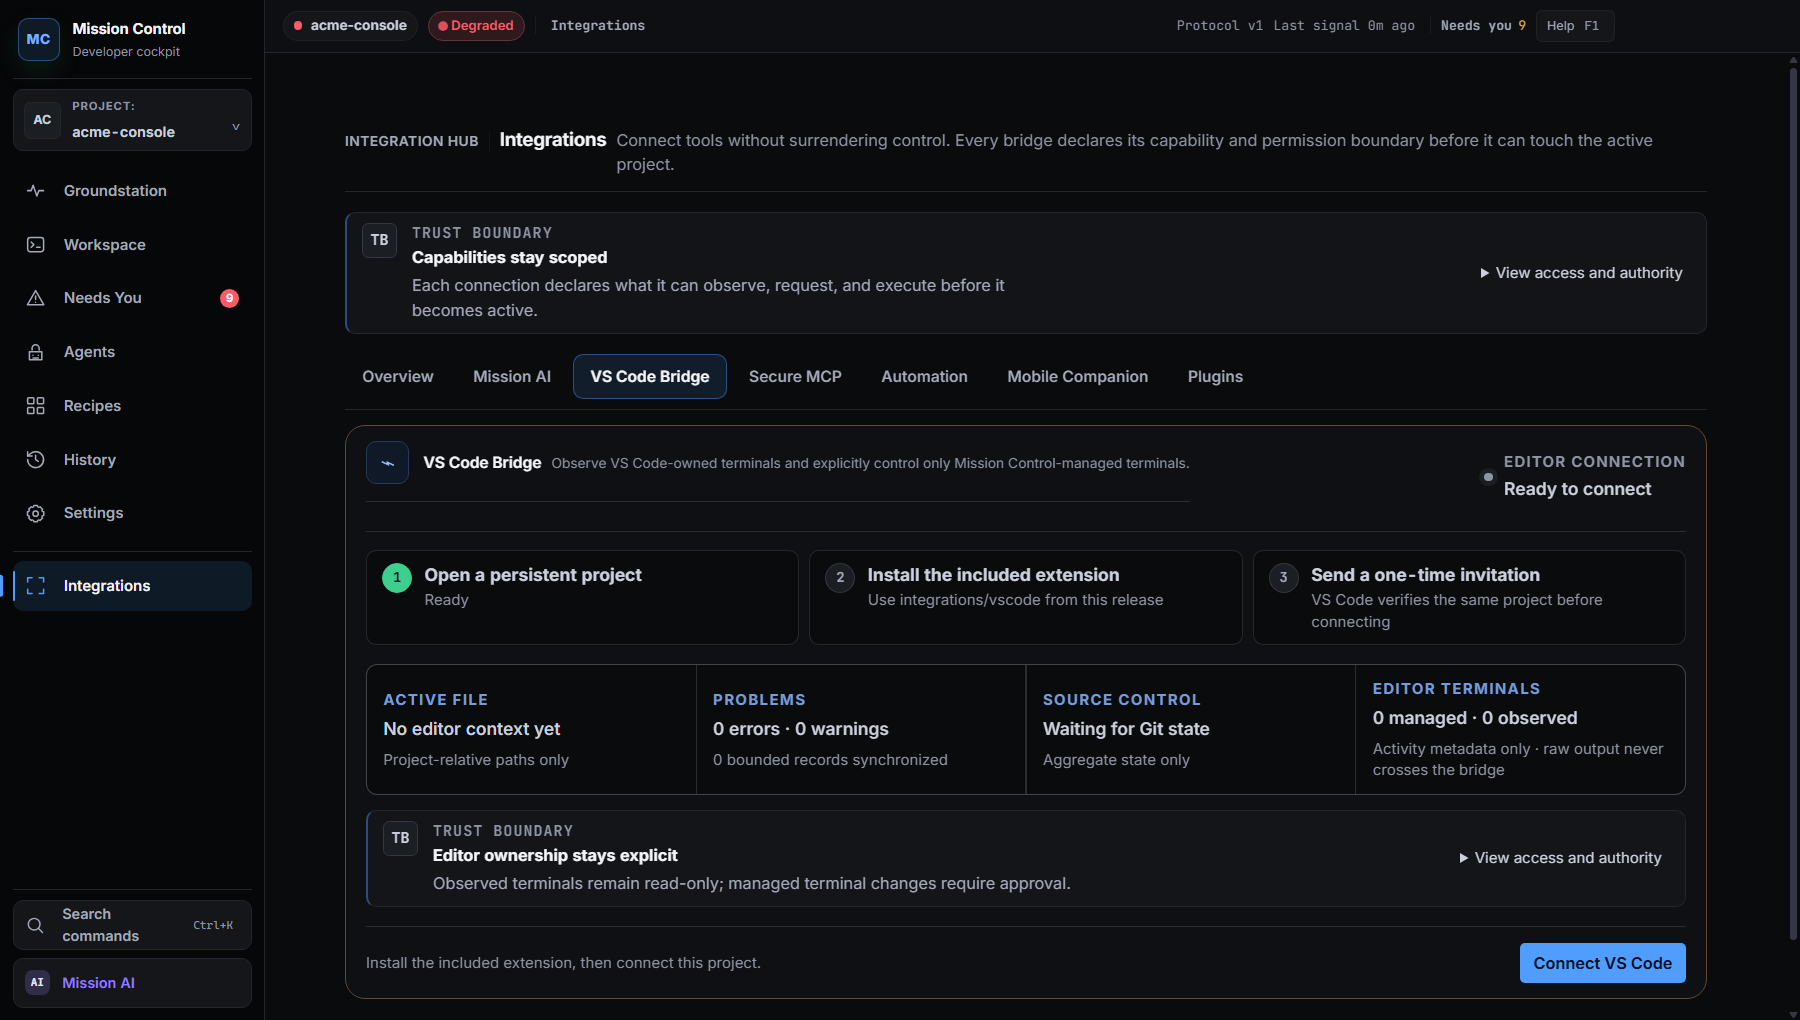 MC
Mission Control
Developer cockpit
AC
PROJECT:
acme-console
v
Groundstation
Workspace
Needs You
9
Agents
Recipes
History
Settings
Integrations
Search
commands
Ctrl+K
AI
Mission AI
acme-console
Degraded
Integrations
Protocol v1
Last signal 0m ago
Needs you 9
Help F1
INTEGRATION HUB
Integrations
Connect tools without surrendering control. Every bridge declares its capability and permission boundary before it can touch the active
project.
TB
TRUST BOUNDARY
Capabilities stay scoped
Each connection declares what it can observe, request, and execute before it
becomes active.
View access and authority
Overview
Mission AI
VS Code Bridge
Secure MCP
Automation
Mobile Companion
Plugins
VS Code Bridge
Observe VS Code-owned terminals and explicitly control only Mission Control-managed terminals.
EDITOR CONNECTION
Ready to connect
1
Open a persistent project
Ready
2
Install the included extension
Use integrations/vscode from this release
3
Send a one-time invitation
VS Code verifies the same project before
connecting
ACTIVE FILE
No editor context yet
Project-relative paths only
PROBLEMS
0 errors · 0 warnings
0 bounded records synchronized
SOURCE CONTROL
Waiting for Git state
Aggregate state only
EDITOR TERMINALS
0 managed · 0 observed
Activity metadata only · raw output never
crosses the bridge
TB
TRUST BOUNDARY
Editor ownership stays explicit
Observed terminals remain read-only; managed terminal changes require approval.
View access and authority
Install the included extension, then connect this project.
Connect VS Code